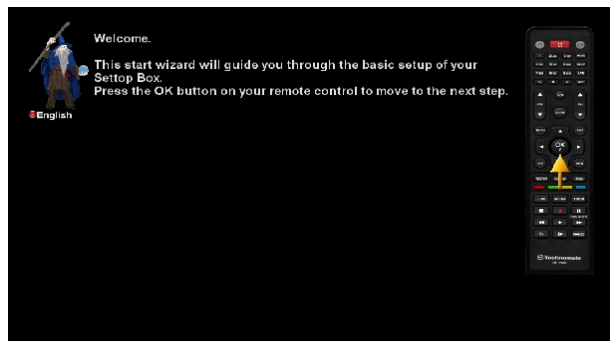 Welcome.
This start wizard will guide you through the basic setup of your
Settop Box.
Press the OK button on your remote control to move to the next step.
English
OK
Technomate